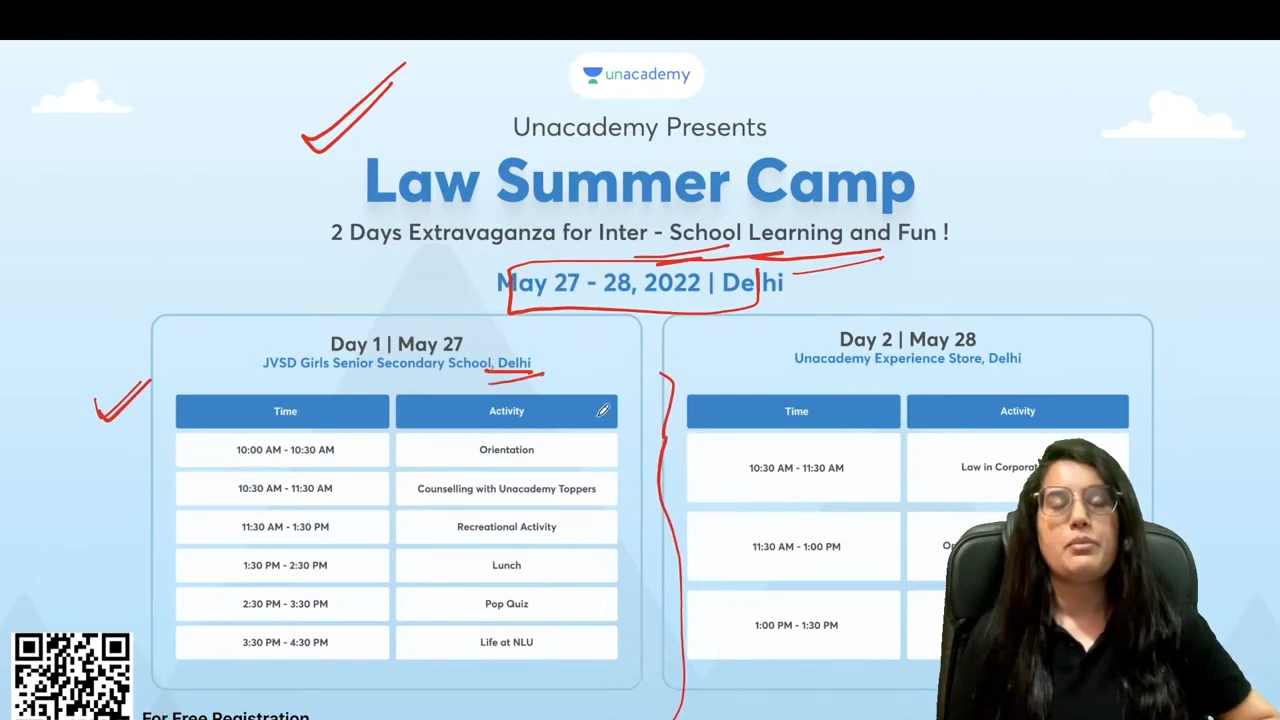 unacademy
Unacademy Presents
Law Summer Camp
2 Days Extravaganza for Inter - School Learning and Fun !
May 27 - 28, 2022 | Delhi
Day 1 | May 27
JVSD Girls Senior Secondary School, Delhi
Time Activity
10:00 AM - 10:30 AM Orientation
10:30 AM - 11:30 AM Counselling with Unacademy Toppers
11:30 AM - 1:30 PM Recreational Activity
1:30 PM - 2:30 PM Lunch
2:30 PM - 3:30 PM Pop Quiz
3:30 PM - 4:30 PM Life at NLU
Day 2 | May 28
Unacademy Experience Store, Delhi
Time Activity
10:30 AM - 11:30 AM Law in
11:30 AM - 1:00 PM
1:00 PM - 1:30 PM
For Free Registration